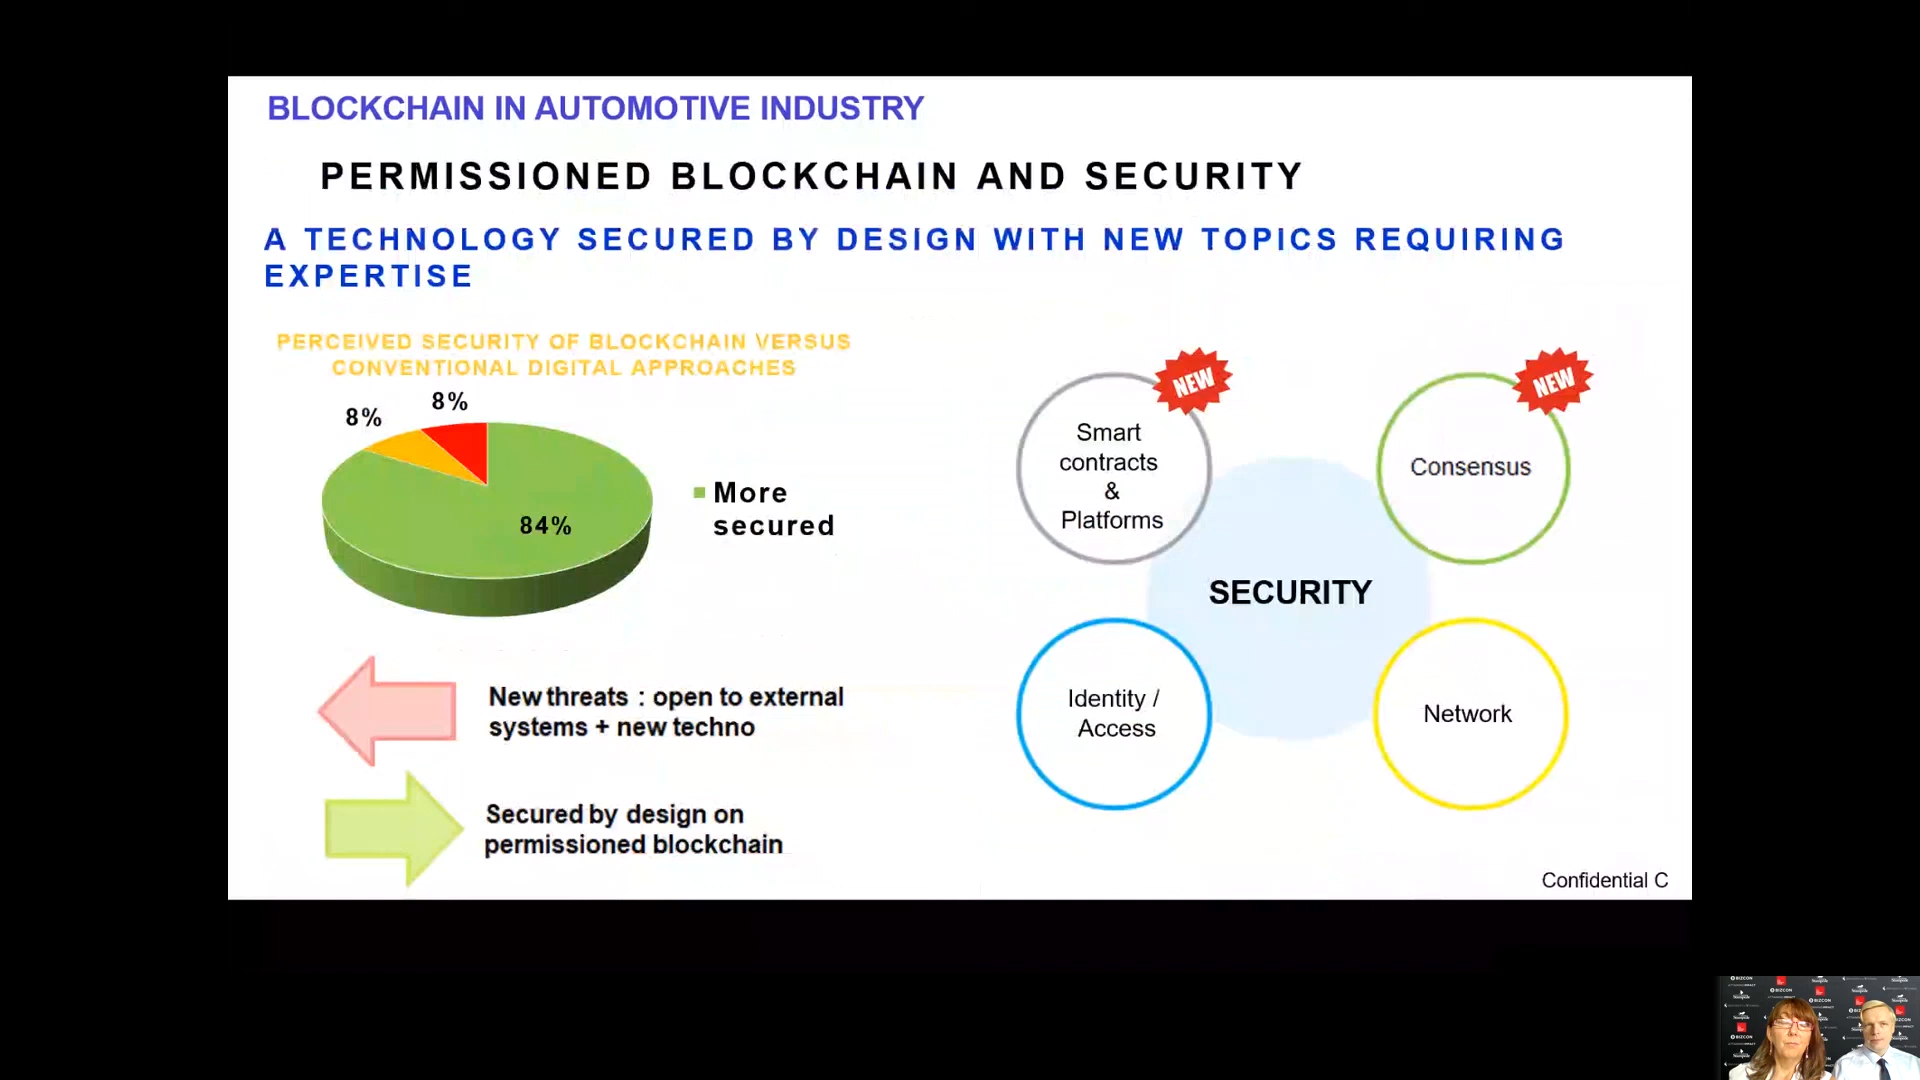 BLOCKCHAIN IN AUTOMOTIVE INDUSTRY
PERMISSIONED BLOCKCHAIN AND SECURITY
A TECHNOLOGY SECURED BY DESIGN WITH NEW TOPICS REQUIRING
EXPERTISE
PERCEIVED SECURITY OF BLOCKCHAIN VERSUS
CONVENTIONAL DIGITAL APPROACHES
8%
8%
84%
More
secured
New threats : open to external
systems + new techno
Secured by design on
permissioned blockchain
NEW
Smart
contracts
&
Platforms
NEW
Consensus
SECURITY
Identity /
Access
Network
Confidential C
BIZCON
BIZCON